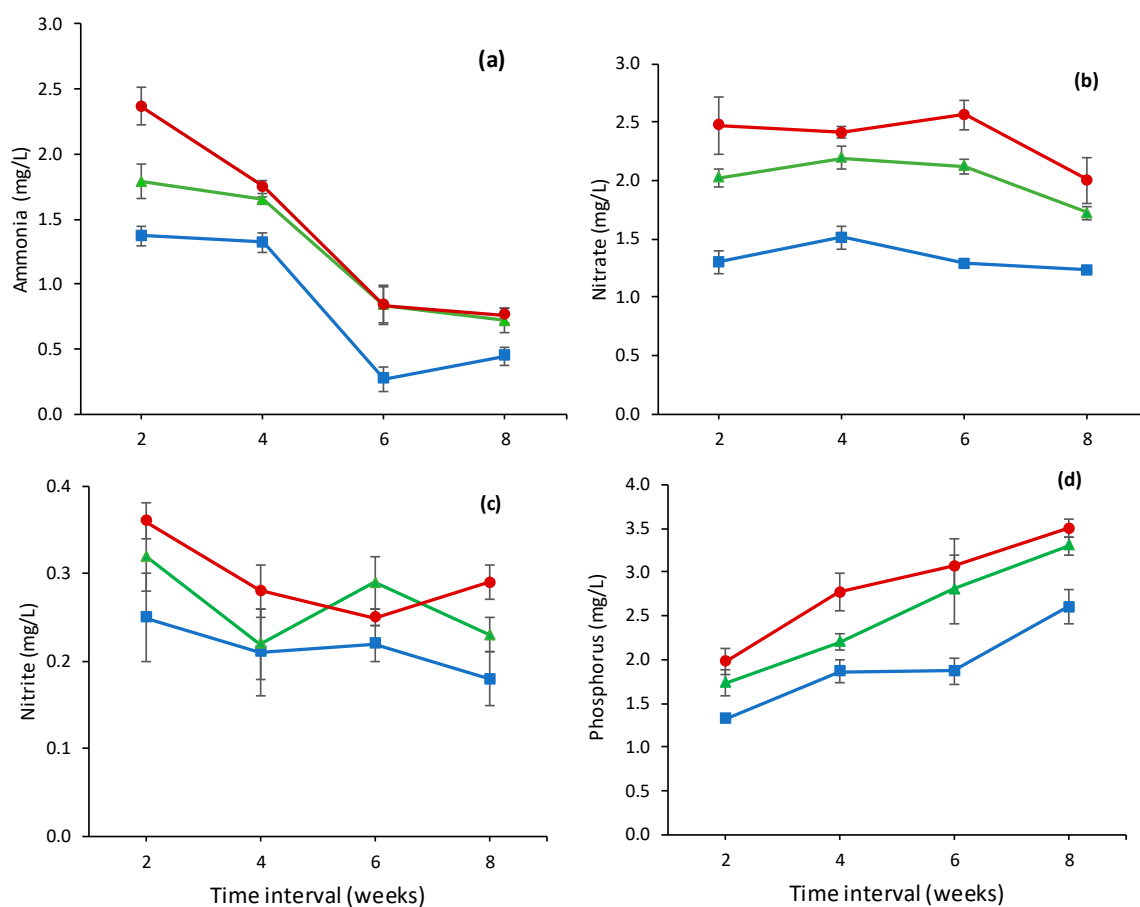 (a)
Ammonia (mg/L)
3.0
2.5
2.0
1.5
1.0
0.5
0.0
2 4 6 8
(b)
Nitrate (mg/L)
3.0
2.5
2.0
1.5
1.0
0.5
0.0
2 4 6 8
(c)
Nitrite (mg/L)
0.4
0.3
0.2
0.1
0.0
2 4 6 8
Time interval (weeks)
(d)
Phosphorus (mg/L)
4.0
3.5
3.0
2.5
2.0
1.5
1.0
0.5
0.0
2 4 6 8
Time interval (weeks)